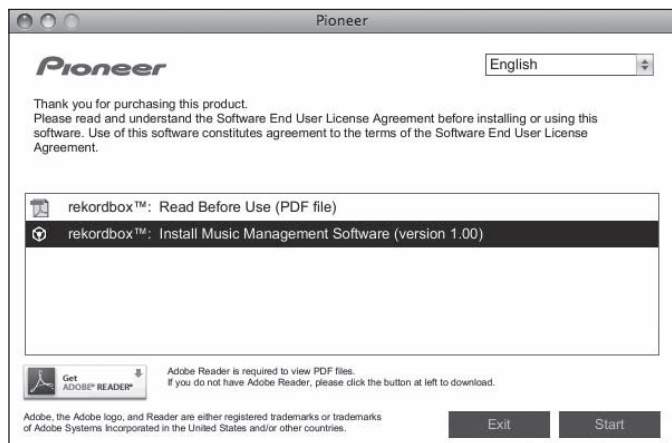 Pioneer
Pioneer
English
Thank you for purchasing this product.
Please read and understand the Software End User License Agreement before installing or using this
software. Use of this software constitutes agreement to the terms of the Software End User License
Agreement.
rekordbox™: Read Before Use (PDF file)
rekordbox™: Install Music Management Software (version 1.00)
Get
ADOBE® READER®
Adobe Reader is required to view PDF files.
If you do not have Adobe Reader, please click the button at left to download.
Adobe, the Adobe logo, and Reader are either registered trademarks or trademarks
of Adobe Systems Incorporated in the United States and/or other countries.
Exit
Start